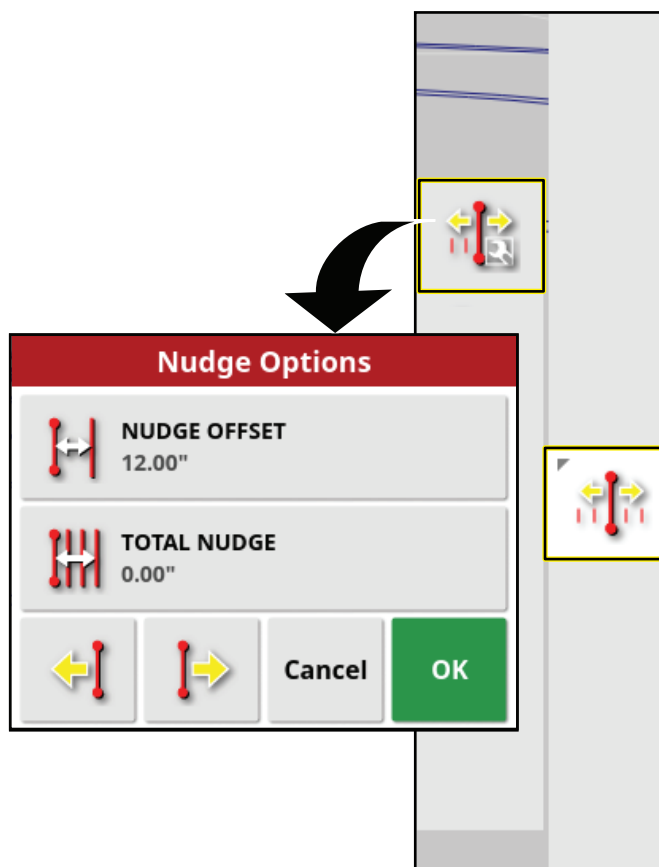 Nudge Options
NUDGE OFFSET
12.00"
TOTAL NUDGE
0.00"
Cancel
OK